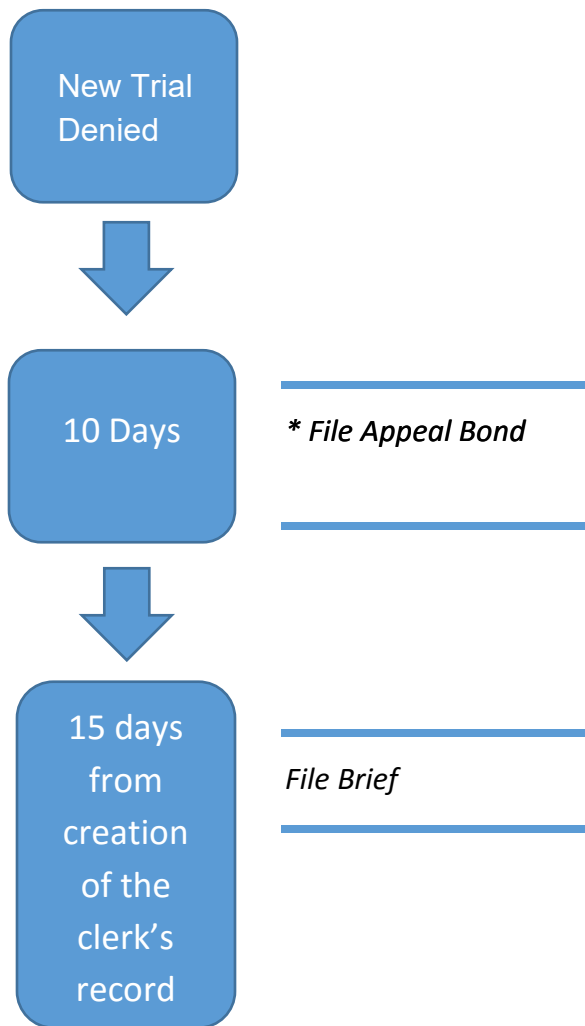 New Trial
Denied
10 Days
* File Appeal Bond
15 days
from
creation
of the
clerk’s
record
File Brief